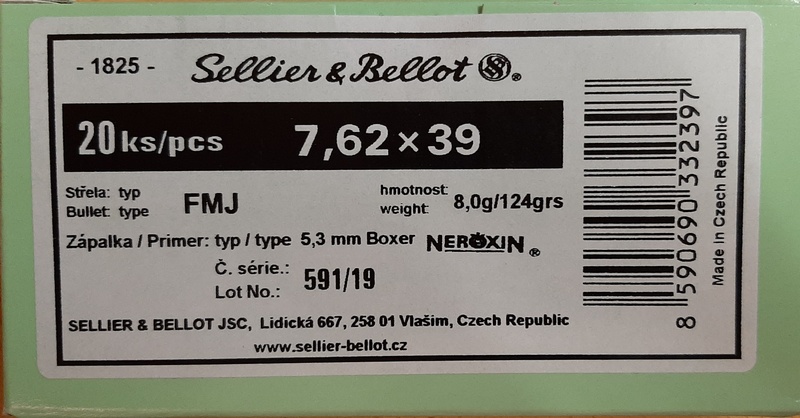 - 1825 - Sellier & Bellot ®
20 ks/pcs 7,62 × 39
Střela: typ
Bullet: type FMJ
hmotnost:
weight: 8,0g/124grs
Zápalka / Primer: typ / type 5,3 mm Boxer NEROXIN ®
Č. série.:
Lot No.: 591/19
SELLIER & BELLOT JSC, Lidická 667, 258 01 Vlašim, Czech Republic
www.sellier-bellot.cz
8 590690 332397
Made in Czech Republic